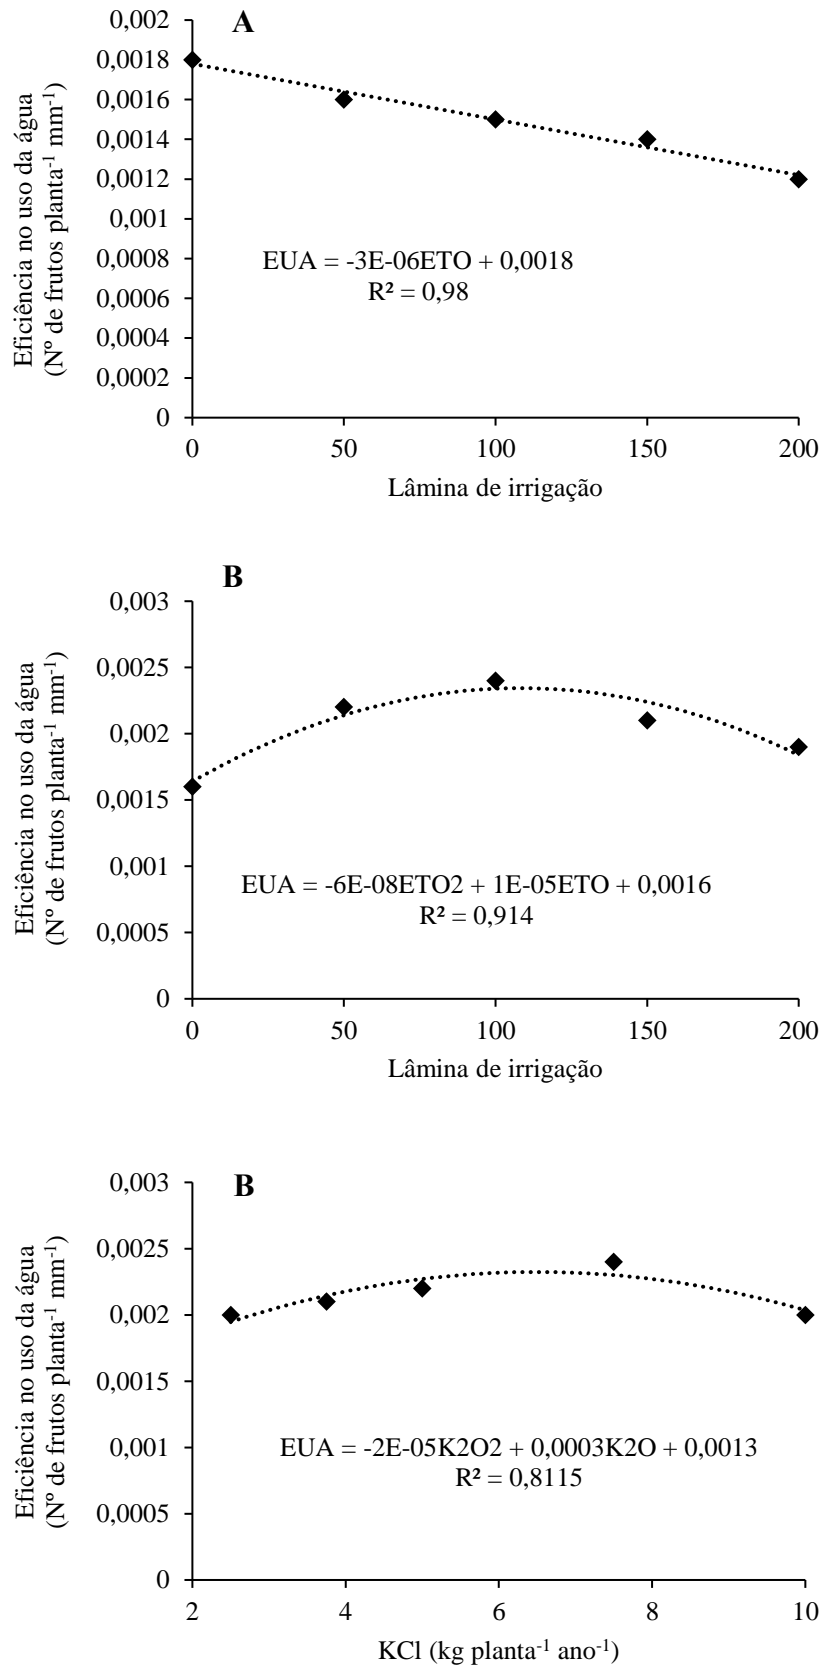 A
Eficiência no uso da água
(Nº de frutos planta⁻¹ mm⁻¹)
0,002
0,0018
0,0016
0,0014
0,0012
0,001
0,0008
0,0006
0,0004
0,0002
0
EUA = -3E-06ETO + 0,0018
R² = 0,98
0 50 100 150 200
Lâmina de irrigação
B
Eficiência no uso da água
(Nº de frutos planta⁻¹ mm⁻¹)
0,003
0,0025
0,002
0,0015
0,001
0,0005
0
EUA = -6E-08ETO2 + 1E-05ETO + 0,0016
R² = 0,914
0 50 100 150 200
Lâmina de irrigação
B
Eficiência no uso da água
(Nº de frutos planta⁻¹ mm⁻¹)
0,003
0,0025
0,002
0,0015
0,001
0,0005
0
EUA = -2E-05K2O2 + 0,0003K2O + 0,0013
R² = 0,8115
2 4 6 8 10
KCl (kg planta⁻¹ ano⁻¹)